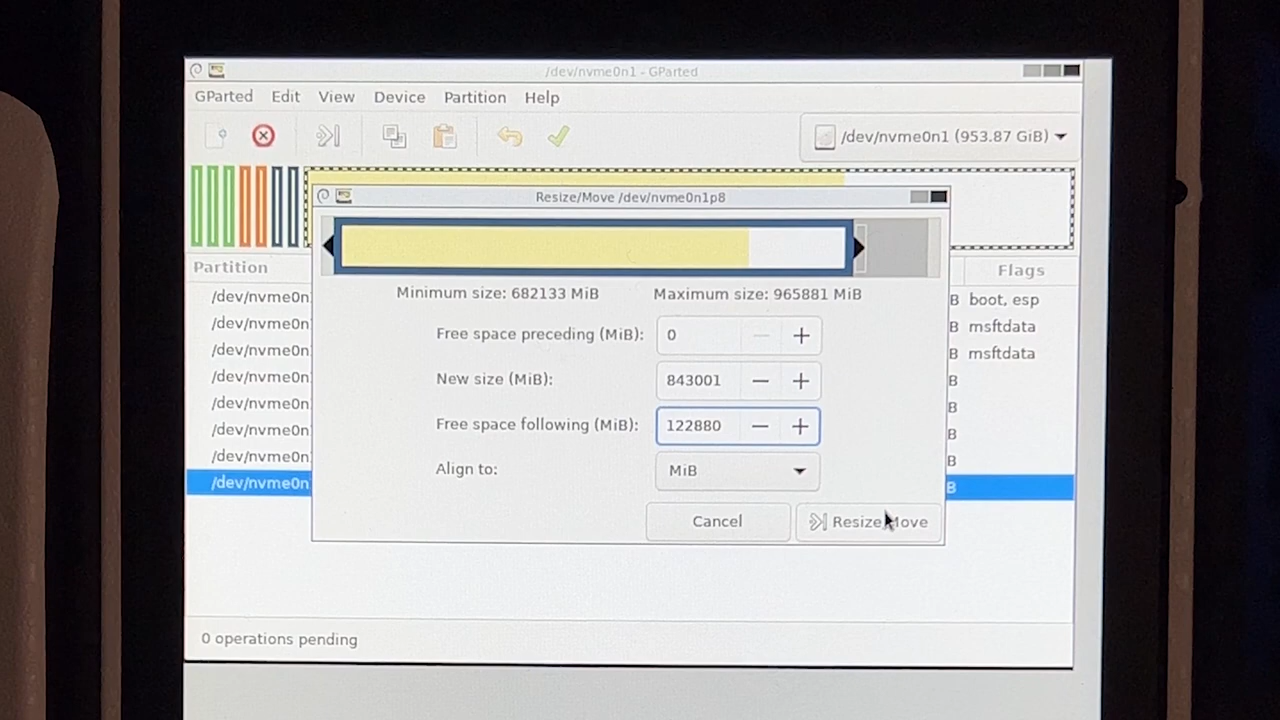 /dev/nvme0n1 - GParted
GParted Edit View Device Partition Help
/dev/nvme0n1 (953.87 GiB)
Resize/Move /dev/nvme0n1p8
Partition
Flags
Minimum size: 682133 MiB Maximum size: 965881 MiB
/dev/nvme0n B boot, esp
Free space preceding (MiB): 0
/dev/nvme0n B msftdata
/dev/nvme0n B msftdata
New size (MiB): 843001
/dev/nvme0n B
/dev/nvme0n B
Free space following (MiB): 122880
/dev/nvme0n B
/dev/nvme0n B
Align to: MiB
/dev/nvme0n B
Cancel Resize/Move
0 operations pending